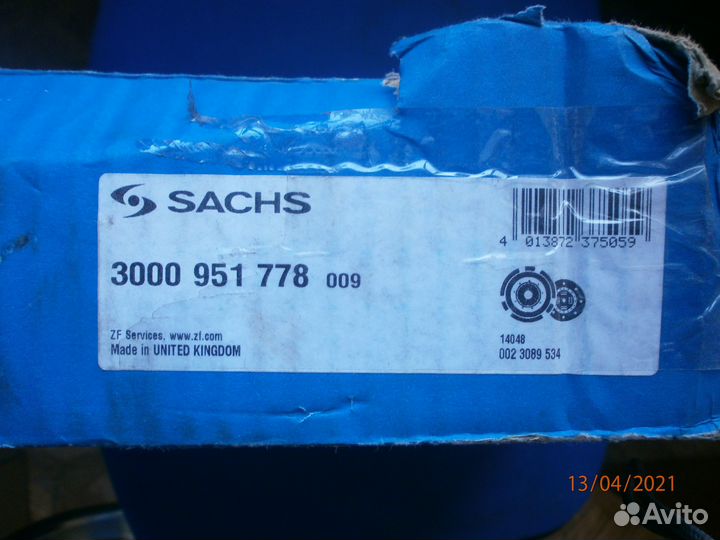 SACHS
4 013872 375059
3000 951 778 009
ZF Services, www.zf.com
Made in UNITED KINGDOM
14048
002 3089 534
13/04/2021
Avito